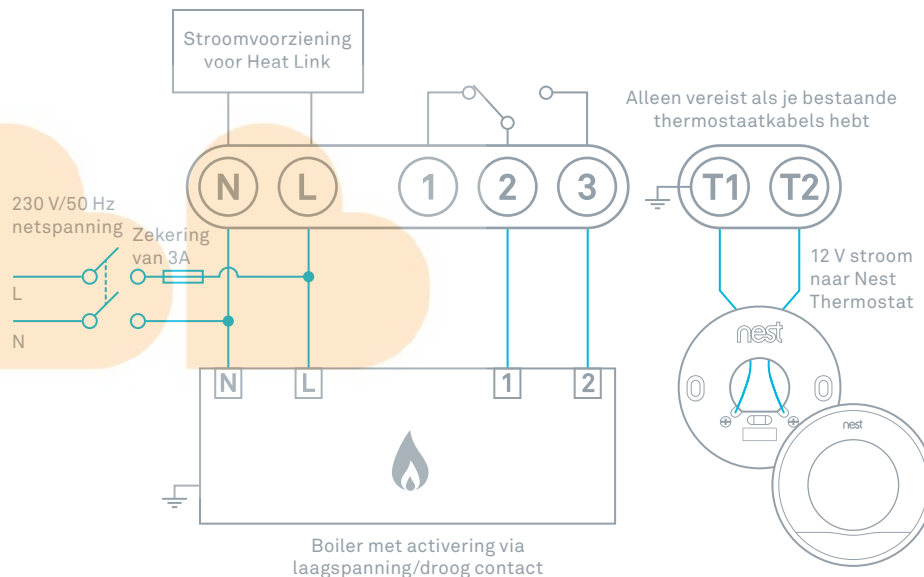 Stroomvoorziening
voor Heat Link
Alleen vereist als je bestaande
thermostaatkabels hebt
N L 1 2 3
T1 T2
230 V/50 Hz
netspanning
Zekering
van 3A
L
N
12 V stroom
naar Nest
Thermostat
nest
N L 1 2
nest
Boiler met activering via
laagspanning/droog contact